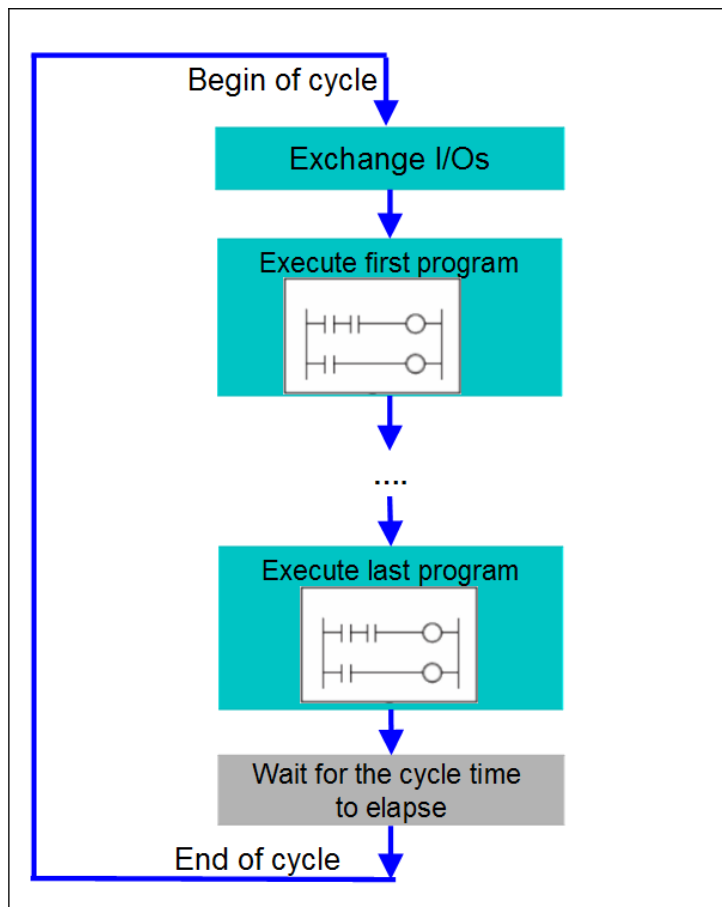 Begin of cycle
Exchange I/Os
Execute first program
....
Execute last program
Wait for the cycle time
to elapse
End of cycle